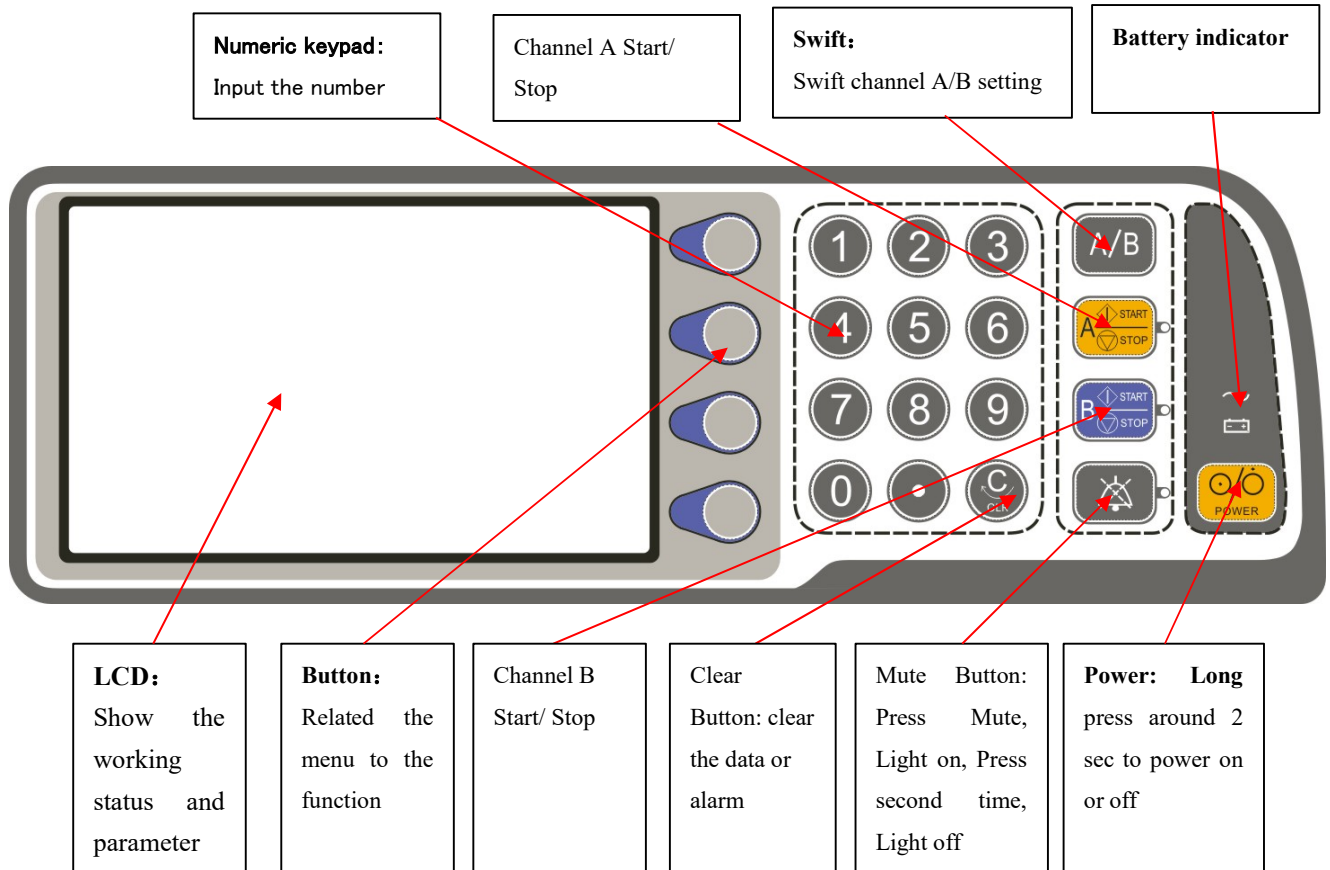 Numeric keypad：
Input the number
Channel A Start/
Stop
Swift：
Swift channel A/B setting
Battery indicator
1 2 3 A/B
4 5 6 A START
STOP
7 8 9 B START
STOP
0 . C
CLR
POWER
LCD：
Show the
working
status and
parameter
Button：
Related the
menu to the
function
Channel B
Start/ Stop
Clear
Button: clear
the data or
alarm
Mute Button:
Press Mute,
Light on, Press
second time,
Light off
Power: Long
press around 2
sec to power on
or off